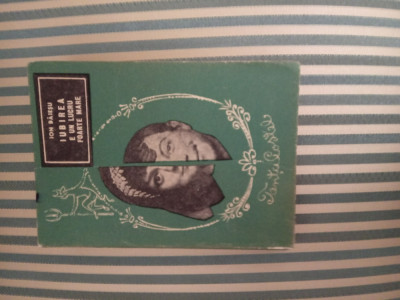 ION BĂIEȘU
IUBIREA
E UN LUCRU
FOARTE MARE